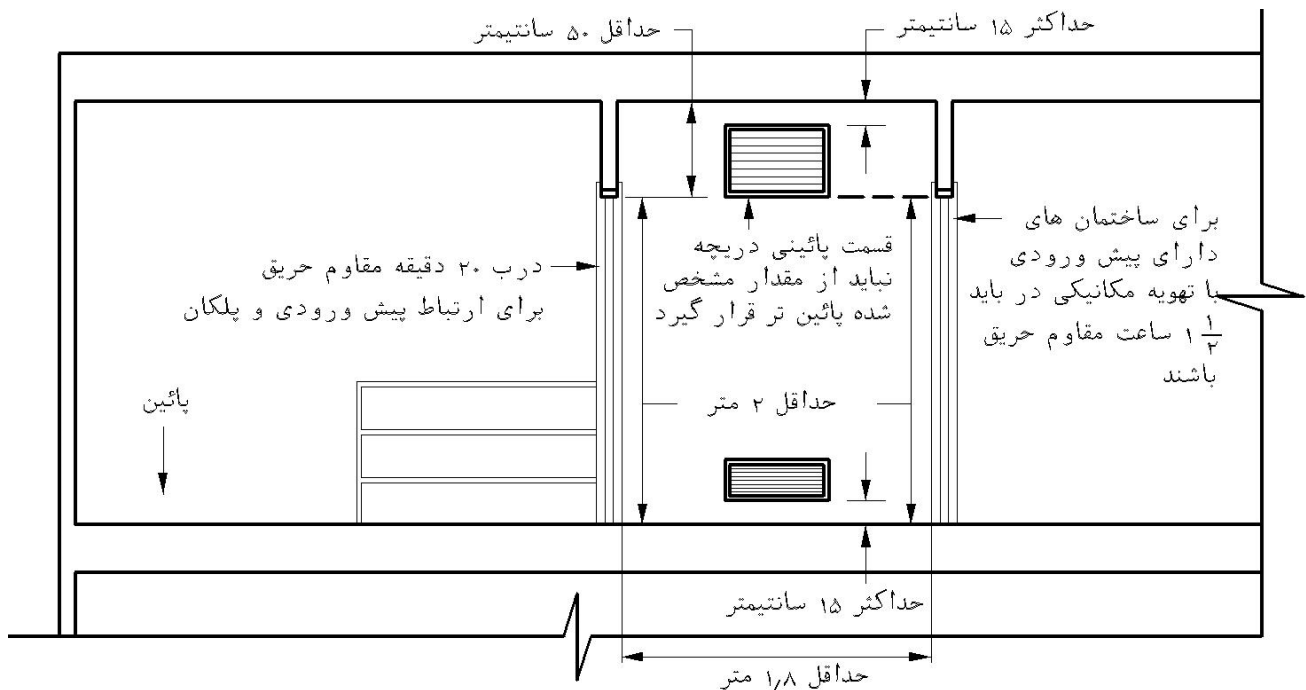 حداکثر ۱۵ سانتیمتر
حداقل ۵۰ سانتیمتر
برای ساختمان های
دارای پیش ورودی
با تهویه مکانیکی در باید
۱ ۱/۲ ساعت مقاوم حریق
باشند
قسمت پائینی دریچه
نباید از مقدار مشخص
شده پائین تر قرار گیرد
درب ۲۰ دقیقه مقاوم حریق
برای ارتباط پیش ورودی و پلکان
حداقل ۲ متر
پائین
حداکثر ۱۵ سانتیمتر
حداقل ۱٫۸ متر